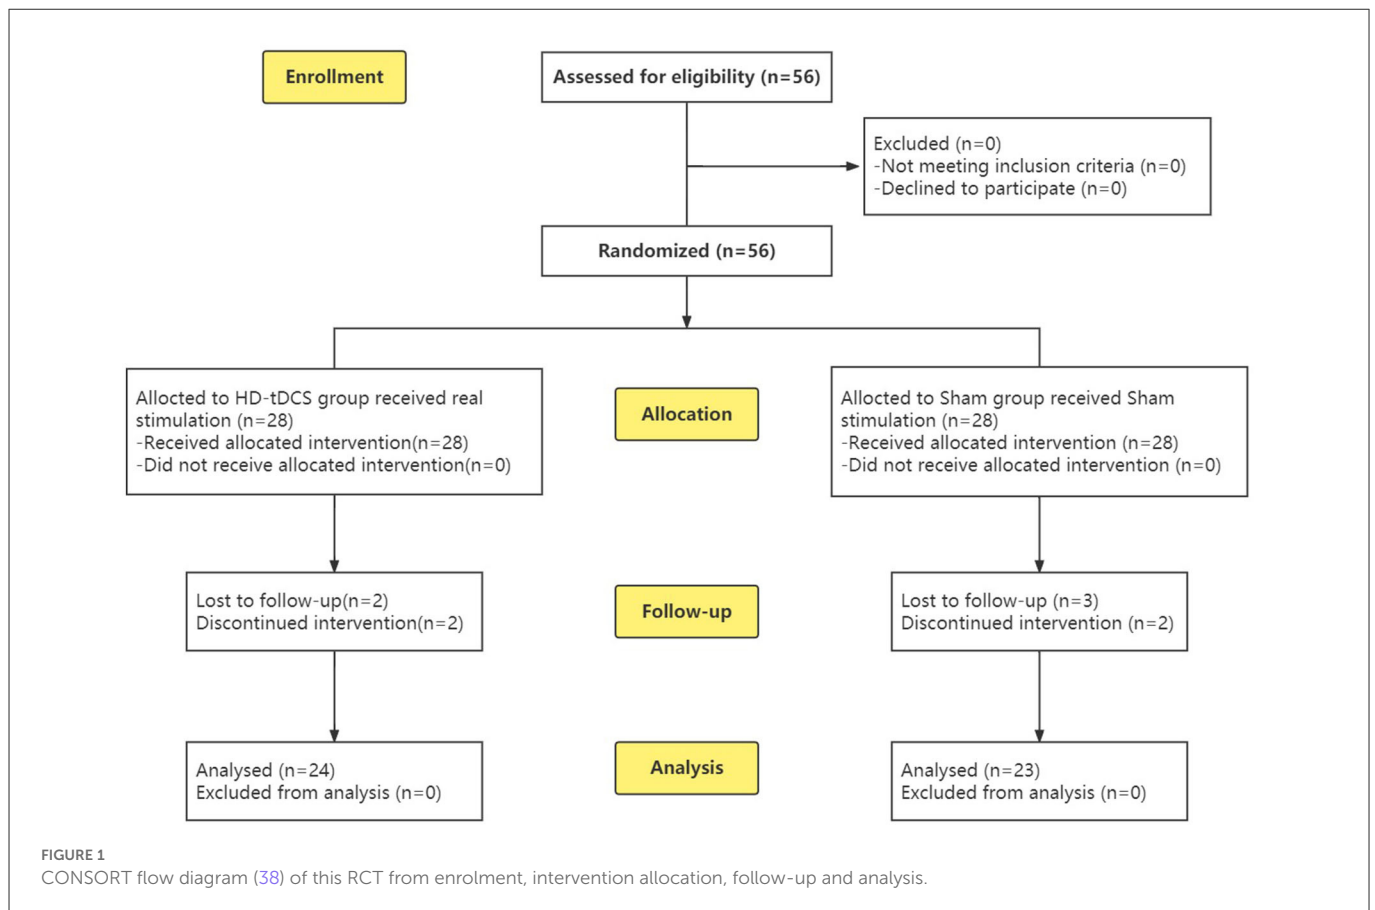 Enrollment
Assessed for eligibility (n=56)
Excluded (n=0)
-Not meeting inclusion criteria (n=0)
-Declined to participate (n=0)
Randomized (n=56)
Allocted to HD-tDCS group received real
stimulation (n=28)
-Received allocated intervention(n=28)
-Did not receive allocated intervention(n=0)
Allocation
Allocated to Sham group received Sham
stimulation (n=28)
-Received allocated intervention (n=28)
-Did not receive allocated intervention (n=0)
Lost to follow-up(n=2)
Discontinued intervention(n=2)
Follow-up
Lost to follow-up (n=3)
Discontinued intervention (n=2)
Analysed (n=24)
Excluded from analysis (n=0)
Analysis
Analysed (n=23)
Excluded from analysis (n=0)
FIGURE 1
CONSORT flow diagram (38) of this RCT from enrolment, intervention allocation, follow-up and analysis.